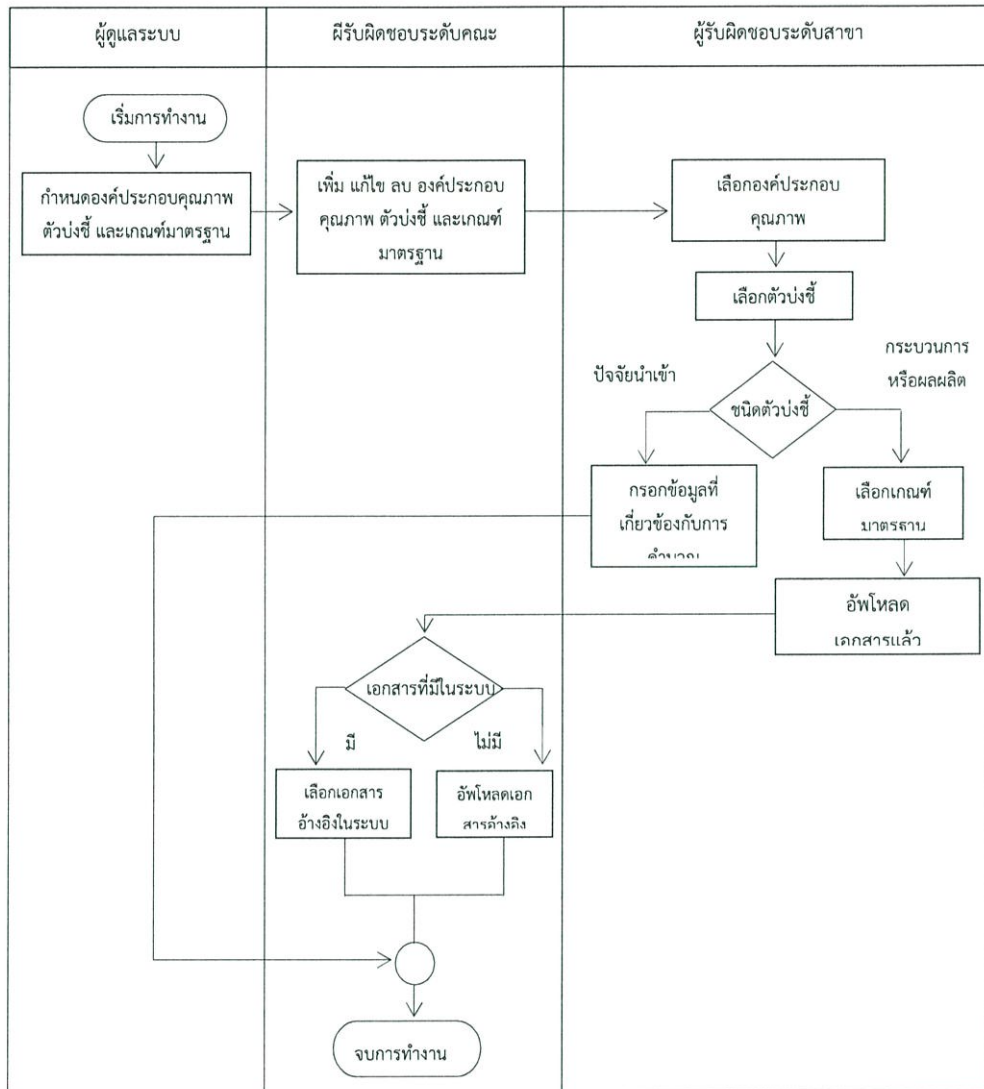 ผู้ดูแลระบบ
ผีรับผิดชอบระดับคณะ
ผู้รับผิดชอบระดับสาขา
เริ่มการทำงาน
กำหนดองค์ประกอบคุณภาพ
ตัวบ่งชี้ และเกณฑ์มาตรฐาน
เพิ่ม แก้ไข ลบ องค์ประกอบ
คุณภาพ ตัวบ่งชี้ และเกณฑ์
มาตรฐาน
เลือกองค์ประกอบ
คุณภาพ
เลือกตัวบ่งชี้
ปัจจัยนำเข้า
กระบวนการ
หรือผลผลิต
ชนิดตัวบ่งชี้
กรอกข้อมูลที่
เกี่ยวข้องกับการ
คำนวณ
เลือกเกณฑ์
มาตรฐาน
อัพโหลด
เอกสารแล้ว
เอกสารที่มีในระบบ
มี
ไม่มี
เลือกเอกสาร
อ้างอิงในระบบ
อัพโหลดเอก
สารอ้างอิง
จบการทำงาน